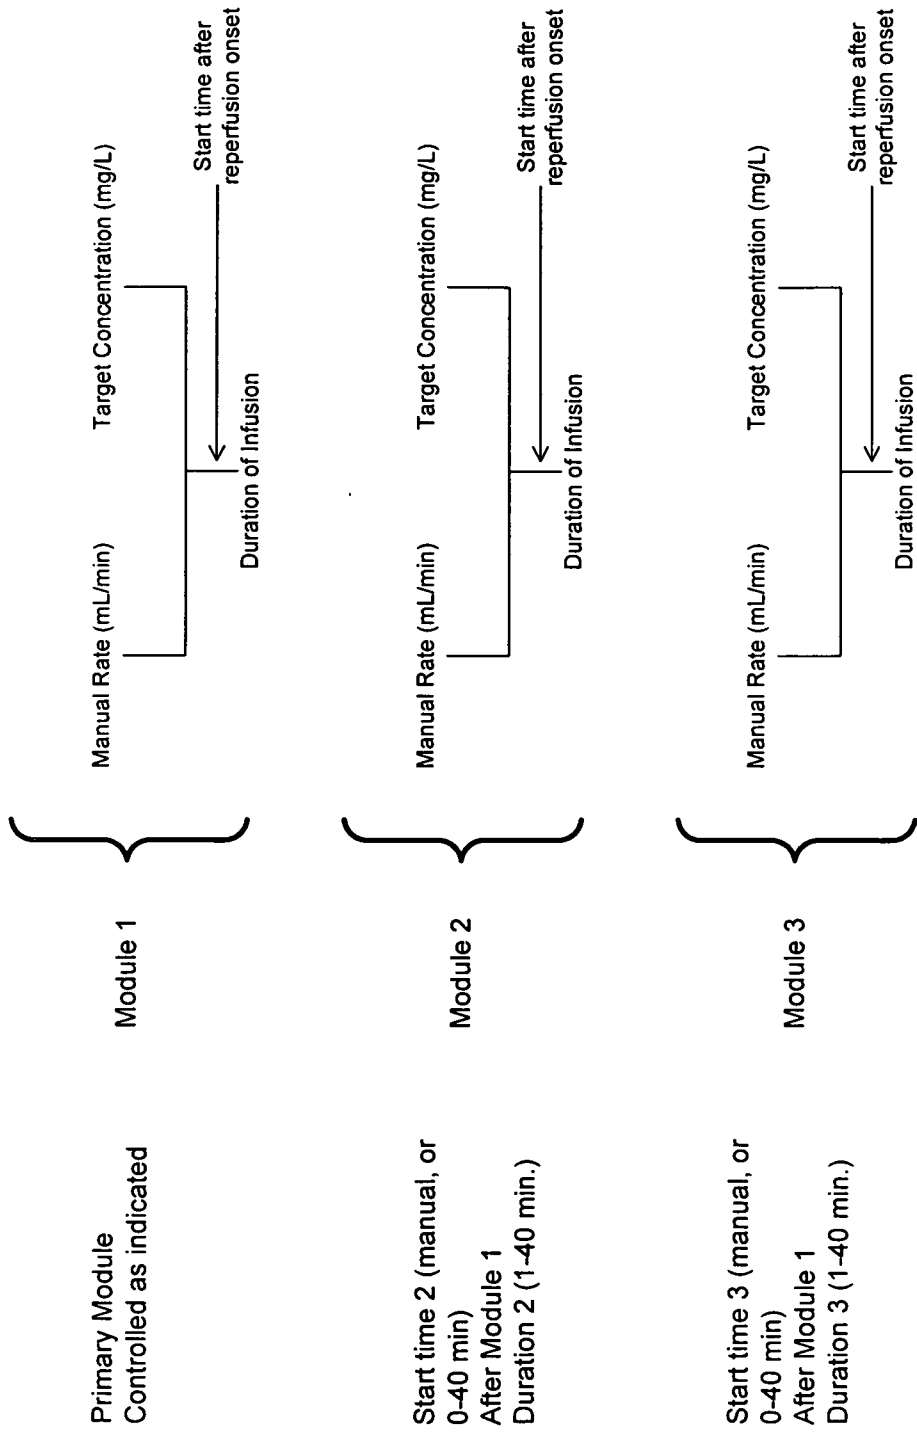 Primary Module
Controlled as indicated
Module 1
Manual Rate (mL/min)
Target Concentration (mg/L)
Duration of Infusion
Start time after
reperfusion onset
Start time 2 (manual, or
0-40 min)
After Module 1
Duration 2 (1-40 min.)
Module 2
Manual Rate (mL/min)
Target Concentration (mg/L)
Duration of Infusion
Start time after
reperfusion onset
Start time 3 (manual, or
0-40 min)
After Module 1
Duration 3 (1-40 min.)
Module 3
Manual Rate (mL/min)
Target Concentration (mg/L)
Duration of Infusion
Start time after
reperfusion onset